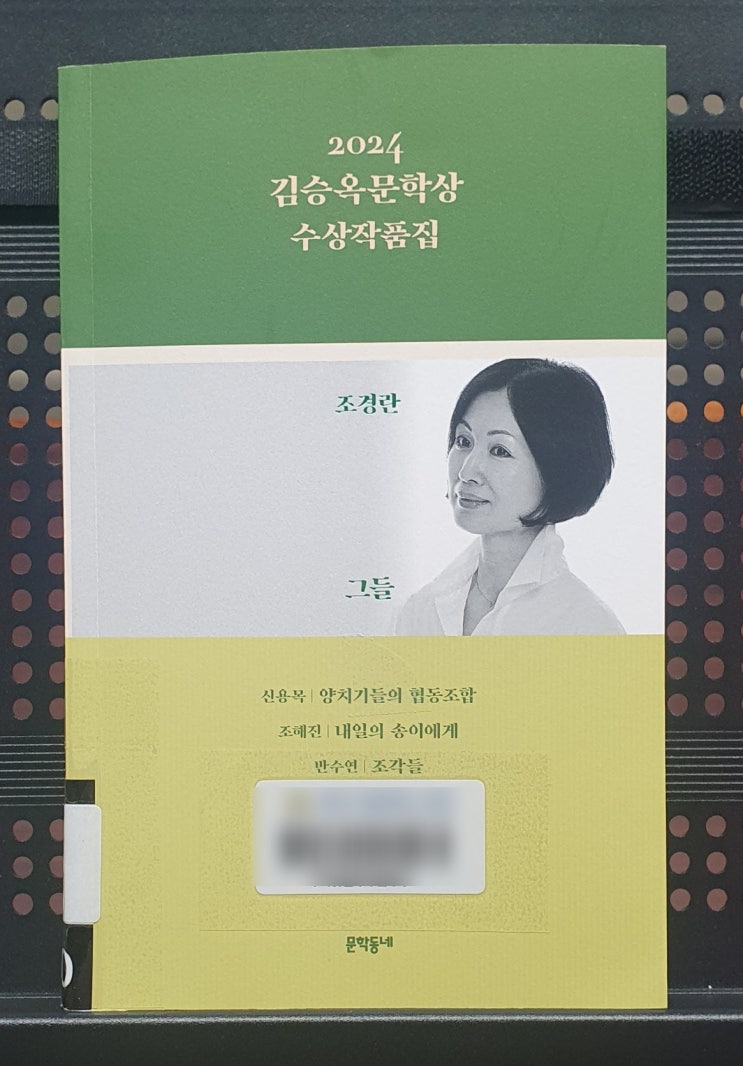 2024
김승옥문학상
수상작품집
조경란
그들
신용목 | 양치기들의 협동조합
조혜진 | 내일의 송이에게
반수연 | 조각들
문학동네